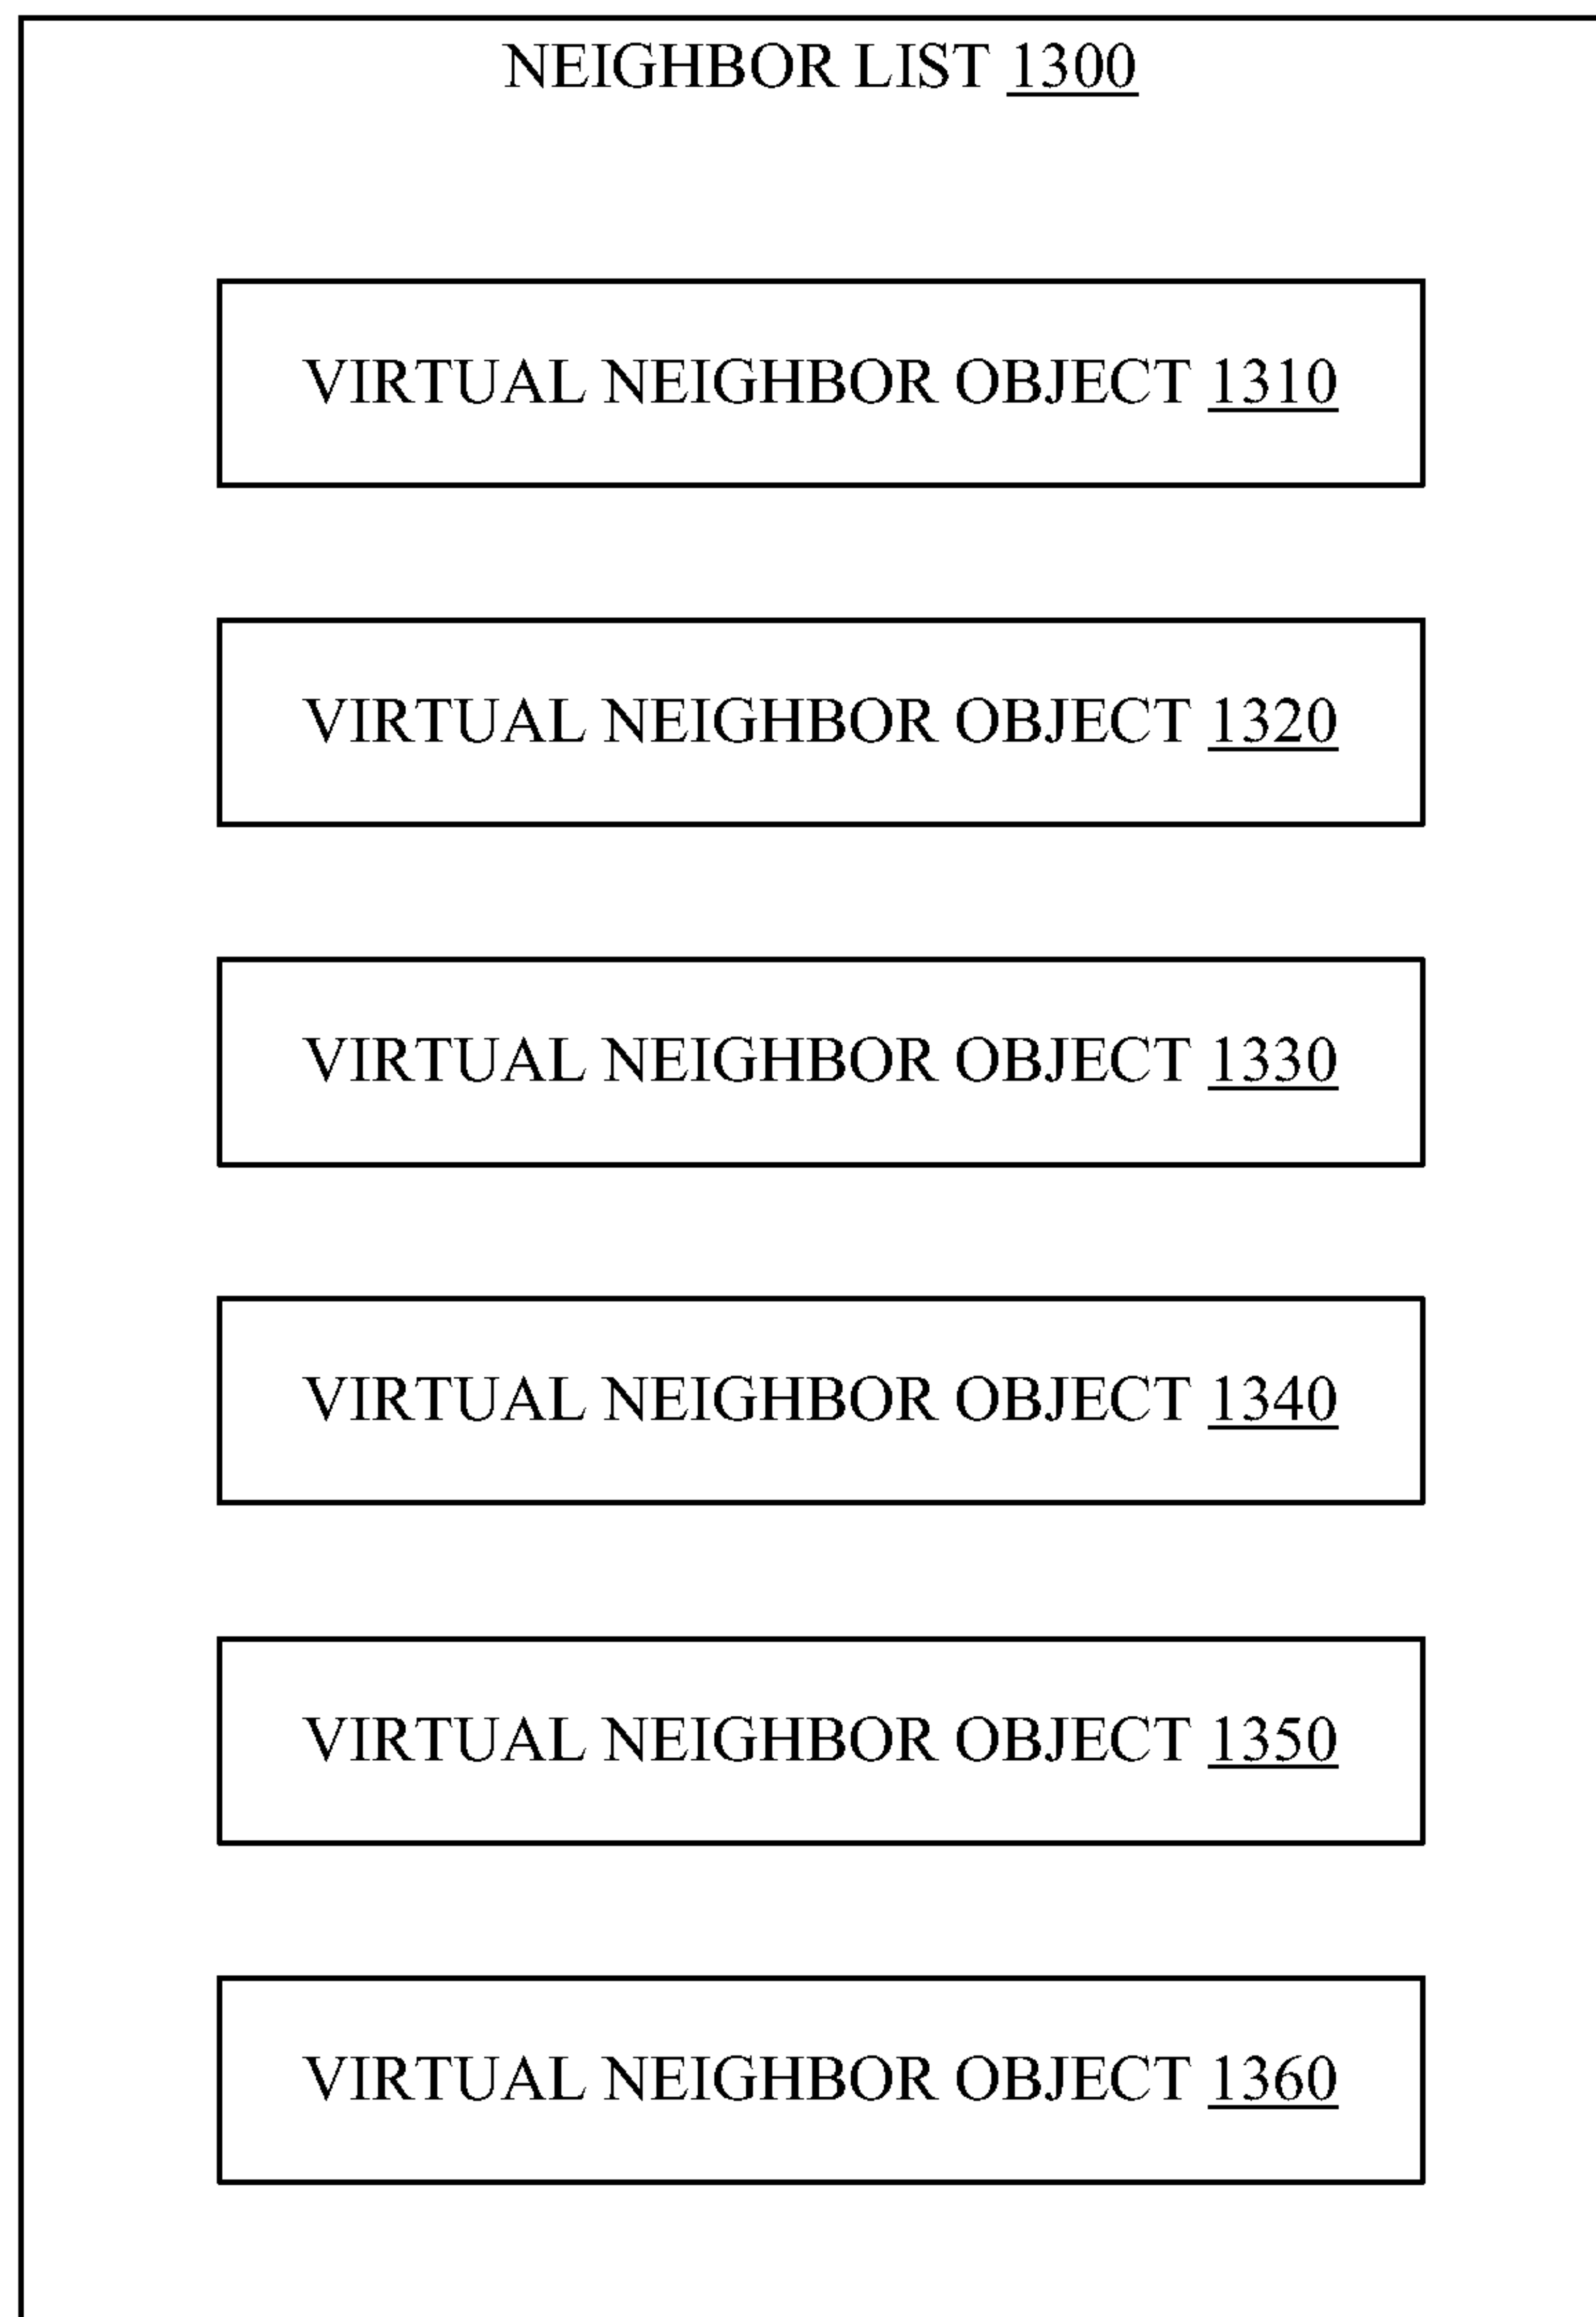 NEIGHBOR LIST 1300
VIRTUAL NEIGHBOR OBJECT 1310
VIRTUAL NEIGHBOR OBJECT 1320
VIRTUAL NEIGHBOR OBJECT 1330
VIRTUAL NEIGHBOR OBJECT 1340
VIRTUAL NEIGHBOR OBJECT 1350
VIRTUAL NEIGHBOR OBJECT 1360